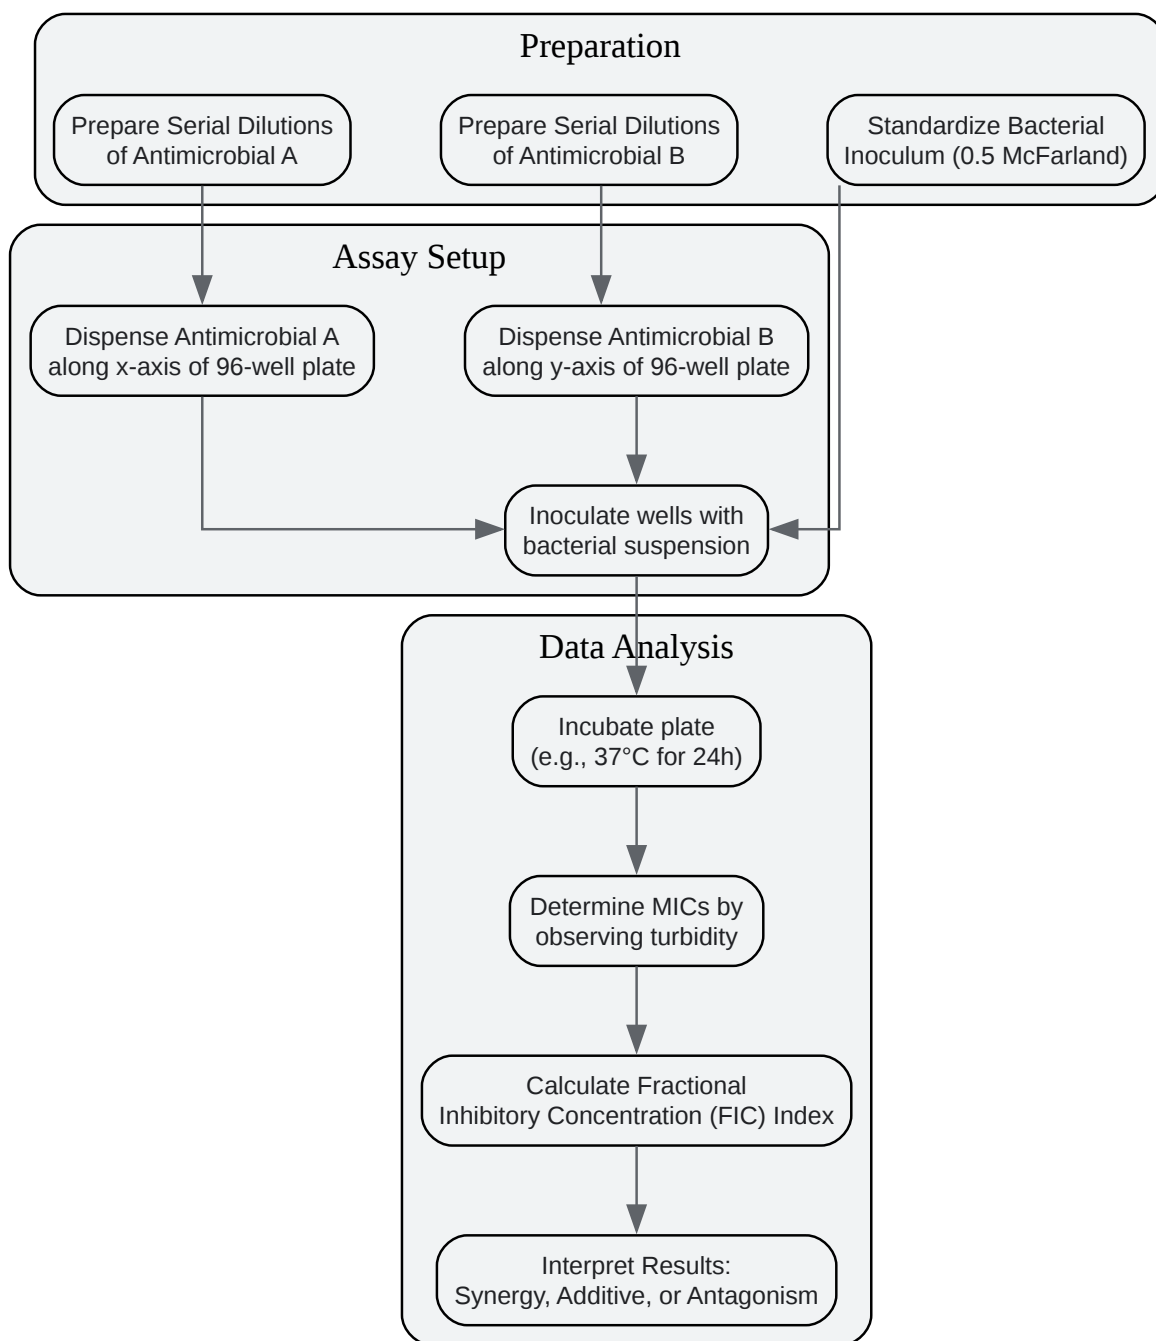 Preparation
Prepare Serial Dilutions
of Antimicrobial A
Prepare Serial Dilutions
of Antimicrobial B
Standardize Bacterial
Inoculum (0.5 McFarland)
Assay Setup
Dispense Antimicrobial A
along x-axis of 96-well plate
Dispense Antimicrobial B
along y-axis of 96-well plate
Inoculate wells with
bacterial suspension
Data Analysis
Incubate plate
(e.g., 37°C for 24h)
Determine MICs by
observing turbidity
Calculate Fractional
Inhibitory Concentration (FIC) Index
Interpret Results:
Synergy, Additive, or Antagonism